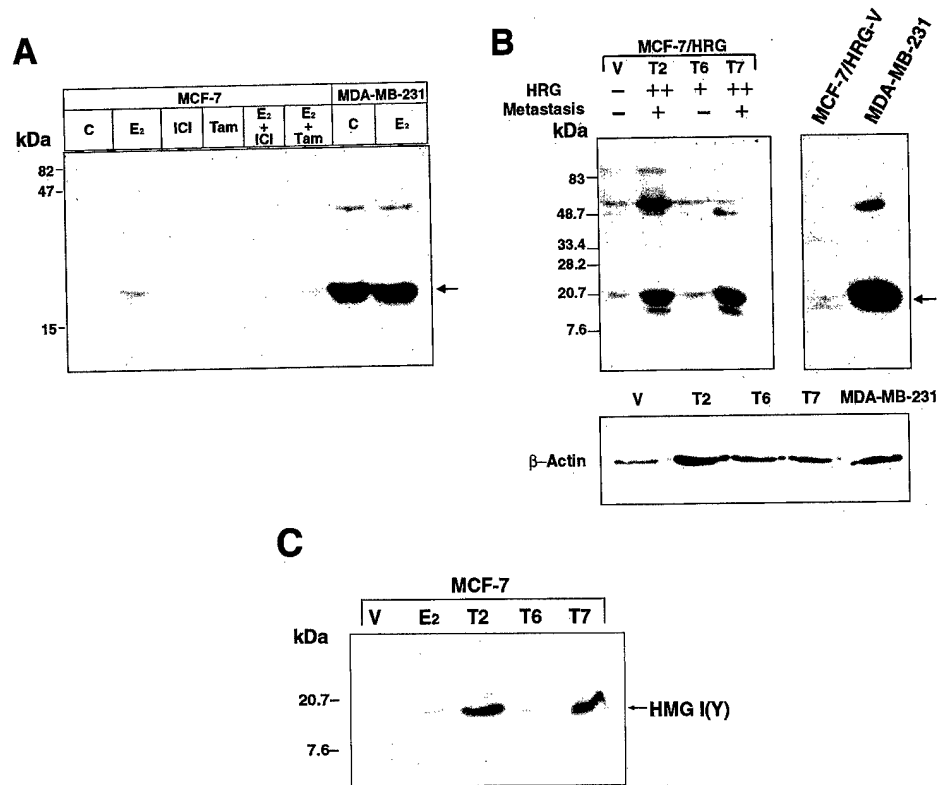 A
MCF-7 MDA-MB-231
C E₂ ICI Tam E₂ + ICI E₂ + Tam C E₂
kDa
82
47
15
B
MCF-7/HRG
V T2 T6 T7
HRG – ++ + ++
Metastasis – + – +
kDa
83
48.7
33.4
28.2
20.7
7.6
MCF-7/HRG-V
MDA-MB-231
V T2 T6 T7 MDA-MB-231
β–Actin
C
MCF-7
V E₂ T2 T6 T7
kDa
20.7
7.6
HMG I(Y)